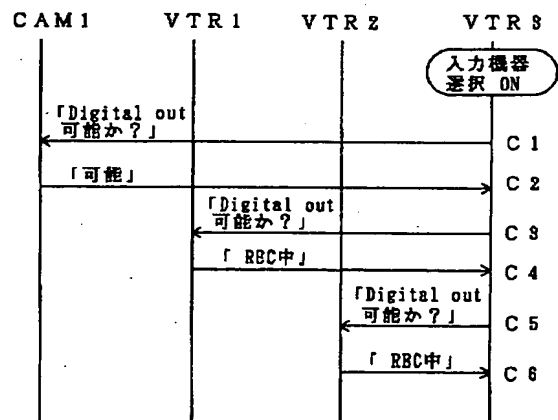 CAM1 VTR1 VTR2 VTR3
入力機器
選択 ON
「Digital out
可能か？」
C1
「可能」
C2
「Digital out
可能か？」
C3
「 REC中」
C4
「Digital out
可能か？」
C5
「 REC中」
C6